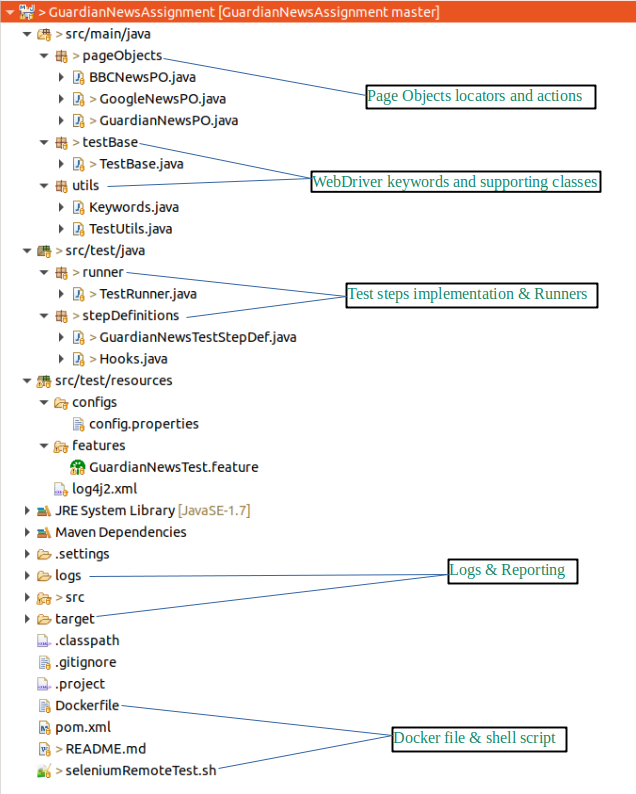 > GuardianNewsAssignment [GuardianNewsAssignment master]
> src/main/java
> pageObjects
BBCNewsPO.java
Page Objects locators and actions
> GoogleNewsPO.java
> GuardianNewsPO.java
> testBase
> TestBase.java
WebDriver keywords and supporting classes
utils
Keywords.java
TestUtils.java
> src/test/java
> runner
> TestRunner.java
Test steps implementation & Runners
> stepDefinitions
> GuardianNewsTestStepDef.java
> Hooks.java
src/test/resources
configs
config.properties
features
GuardianNewsTest.feature
log4j2.xml
JRE System Library [JavaSE-1.7]
Maven Dependencies
.settings
Logs & Reporting
logs
> src
target
.classpath
.gitignore
.project
Dockerfile
pom.xml
Docker file & shell script
> README.md
> seleniumRemoteTest.sh